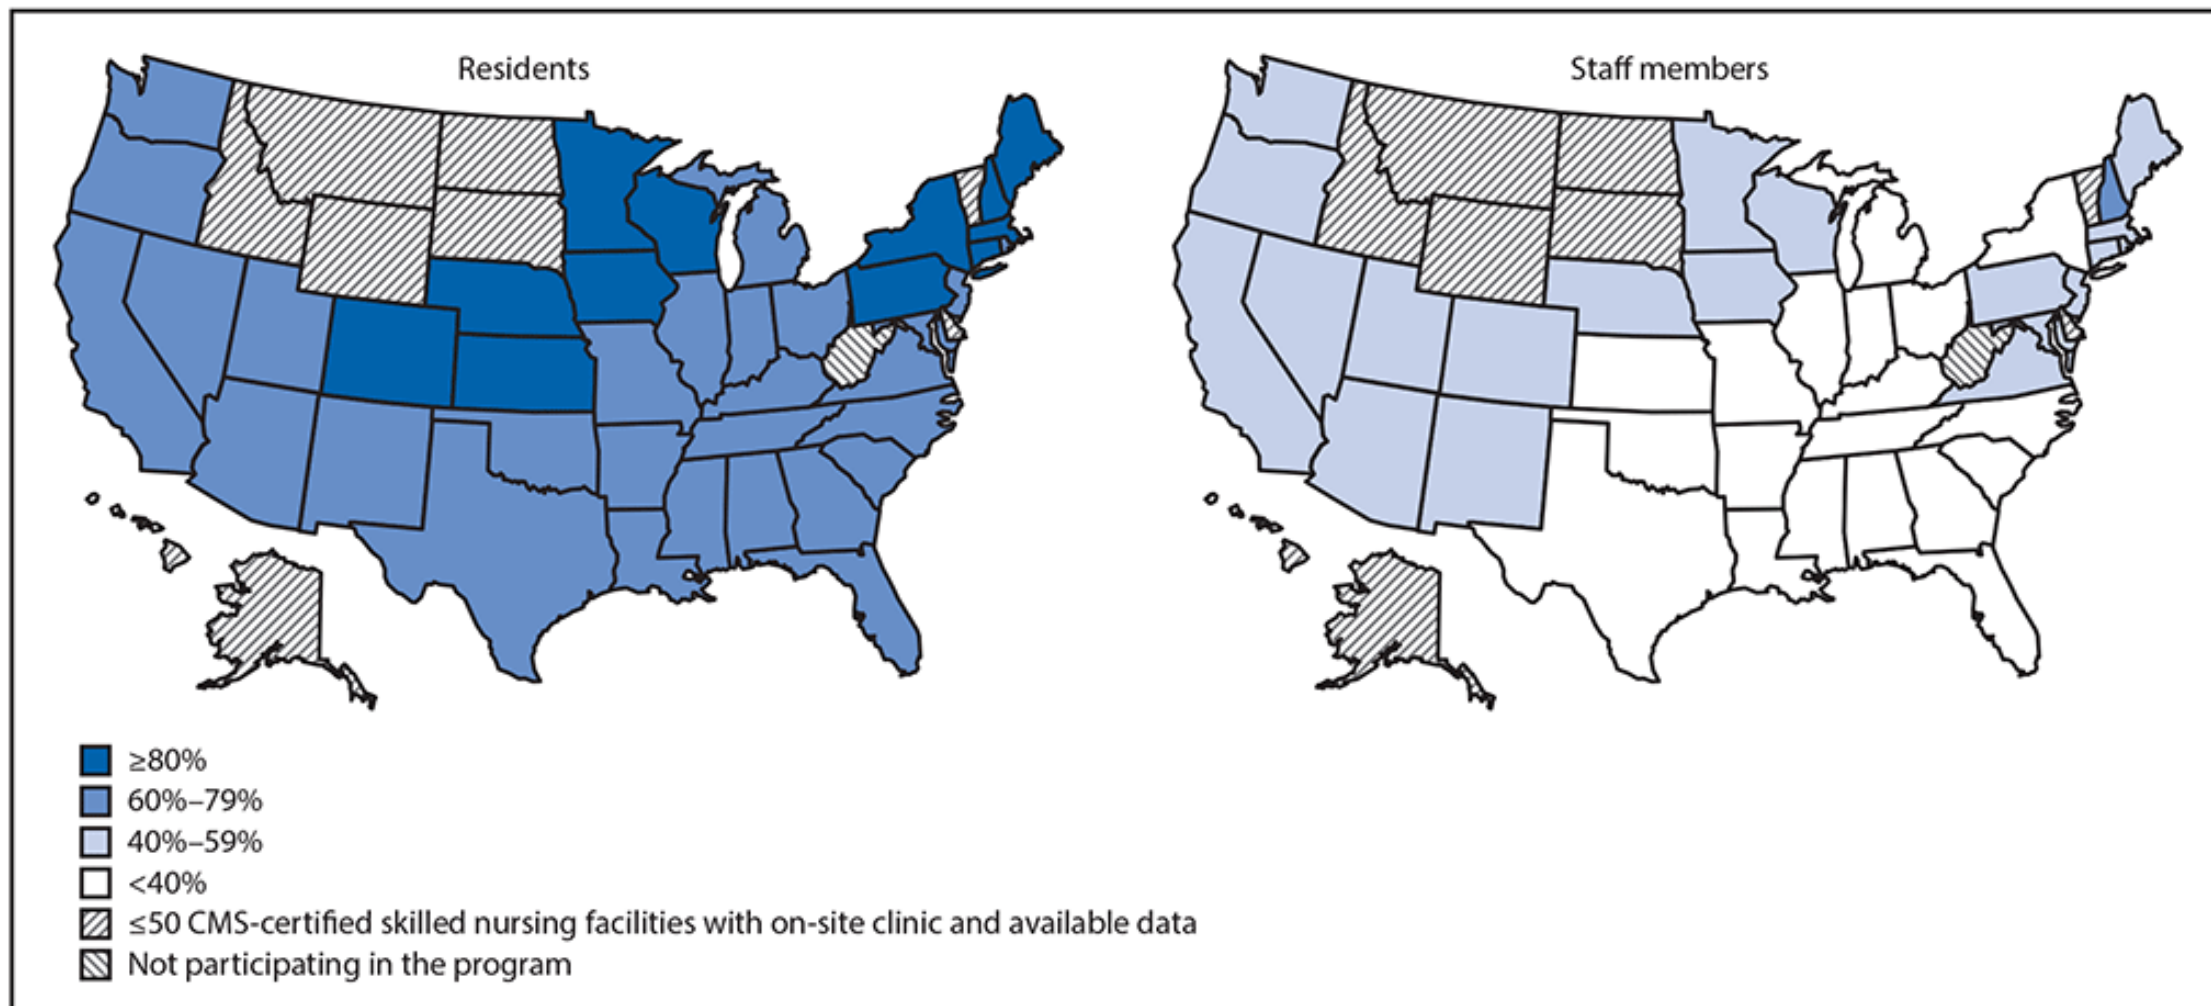 Residents
Staff members
≥80%
60%–79%
40%–59%
<40%
≤50 CMS-certified skilled nursing facilities with on-site clinic and available data
Not participating in the program